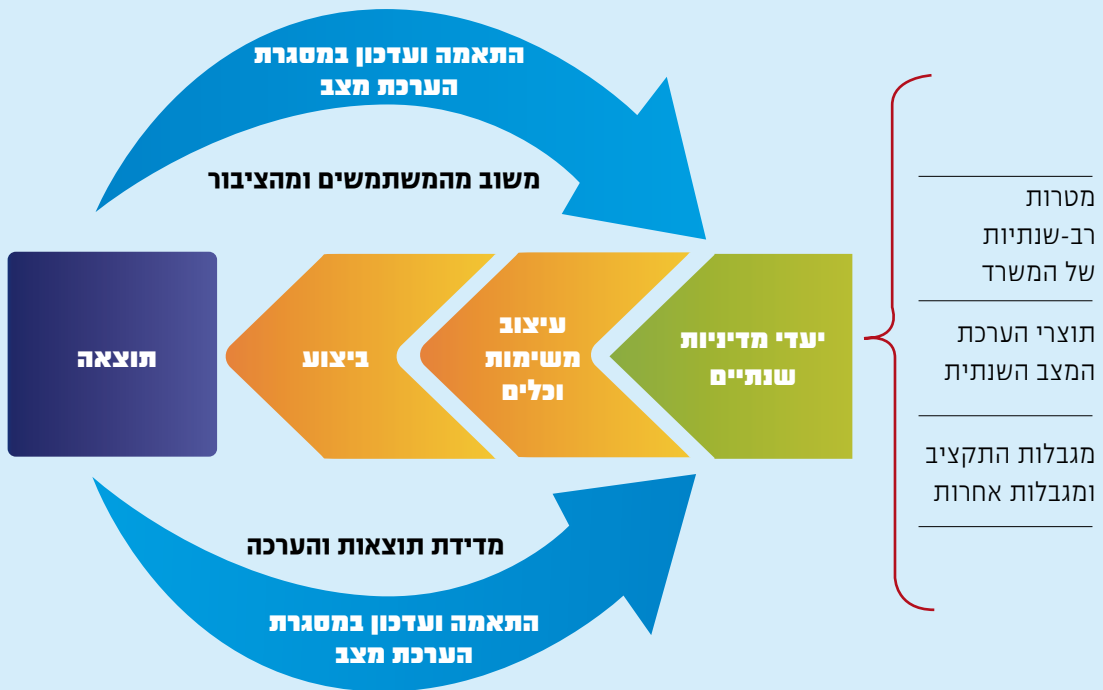 התאמה ועדכון במסגרת
הערכת מצב
משוב מהמשתמשים ומהציבור
מטרות
רב-שנתיות
של המשרד
תוצרי הערכת
המצב השנתית
מגבלות התקציב
ומגבלות אחרות
יעדי מדיניות
שנתיים
עיצוב
משימות
וכלים
ביצוע
תוצאה
מדידת תוצאות והערכה
התאמה ועדכון במסגרת
הערכת מצב